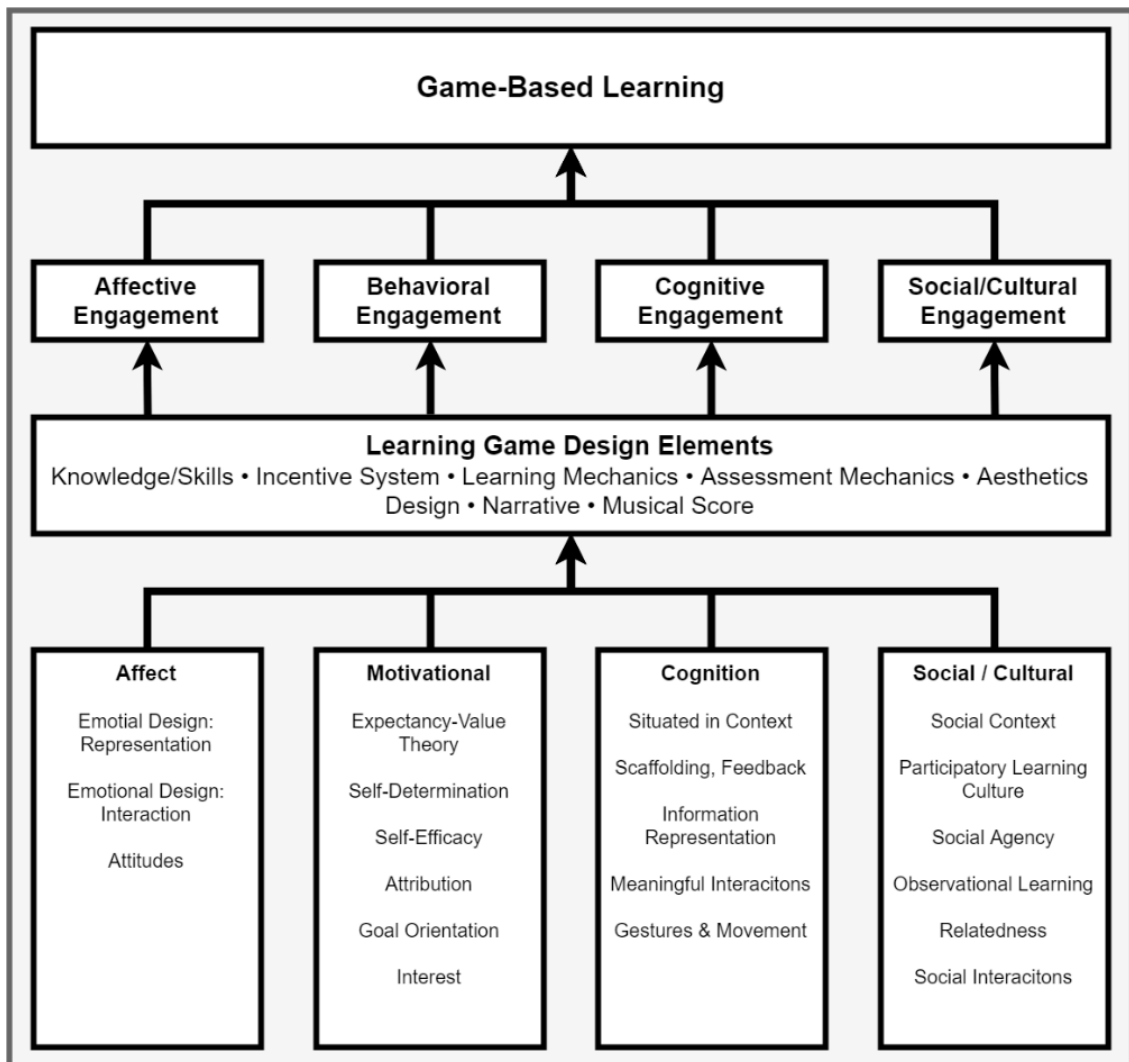 Game-Based Learning
Affective
Engagement
Behavioral
Engagement
Cognitive
Engagement
Social/Cultural
Engagement
Learning Game Design Elements
Knowledge/Skills • Incentive System • Learning Mechanics • Assessment Mechanics • Aesthetics
Design • Narrative • Musical Score
Affect
Emotial Design:
Representation
Emotional Design:
Interaction
Attitudes
Motivational
Expectancy-Value
Theory
Self-Determination
Self-Efficacy
Attribution
Goal Orientation
Interest
Cognition
Situated in Context
Scaffolding, Feedback
Information
Representation
Meaningful Interacitons
Gestures & Movement
Social / Cultural
Social Context
Participatory Learning
Culture
Social Agency
Observational Learning
Relatedness
Social Interacitons